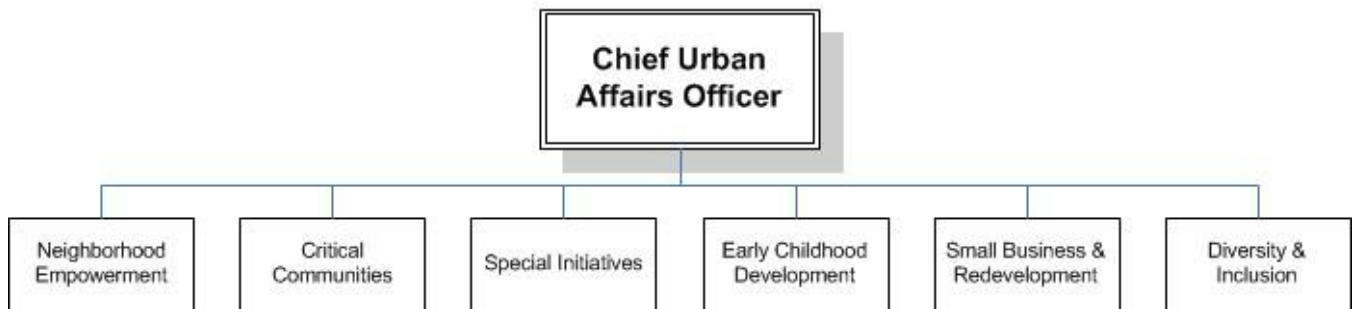 Chief Urban
Affairs Officer
Neighborhood
Empowerment
Critical
Communities
Special Initiatives
Early Childhood
Development
Small Business &
Redevelopment
Diversity &
Inclusion